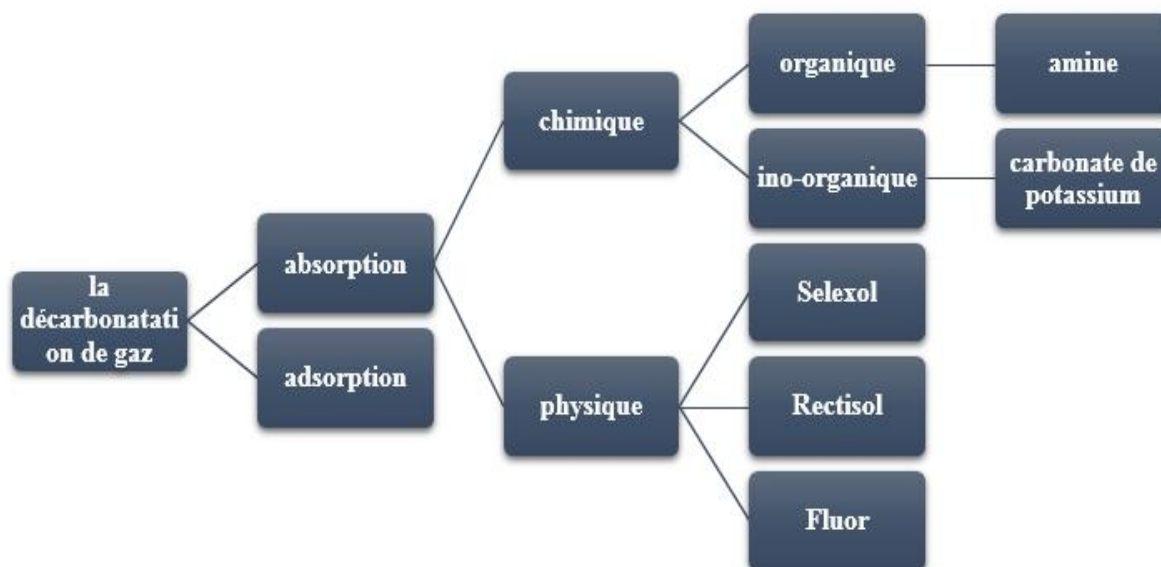 la
décarbonatati
on de gaz
absorption
adsorption
chimique
physique
organique
ino-organique
Selexol
Rectisol
Fluor
amine
carbonate de
potassium